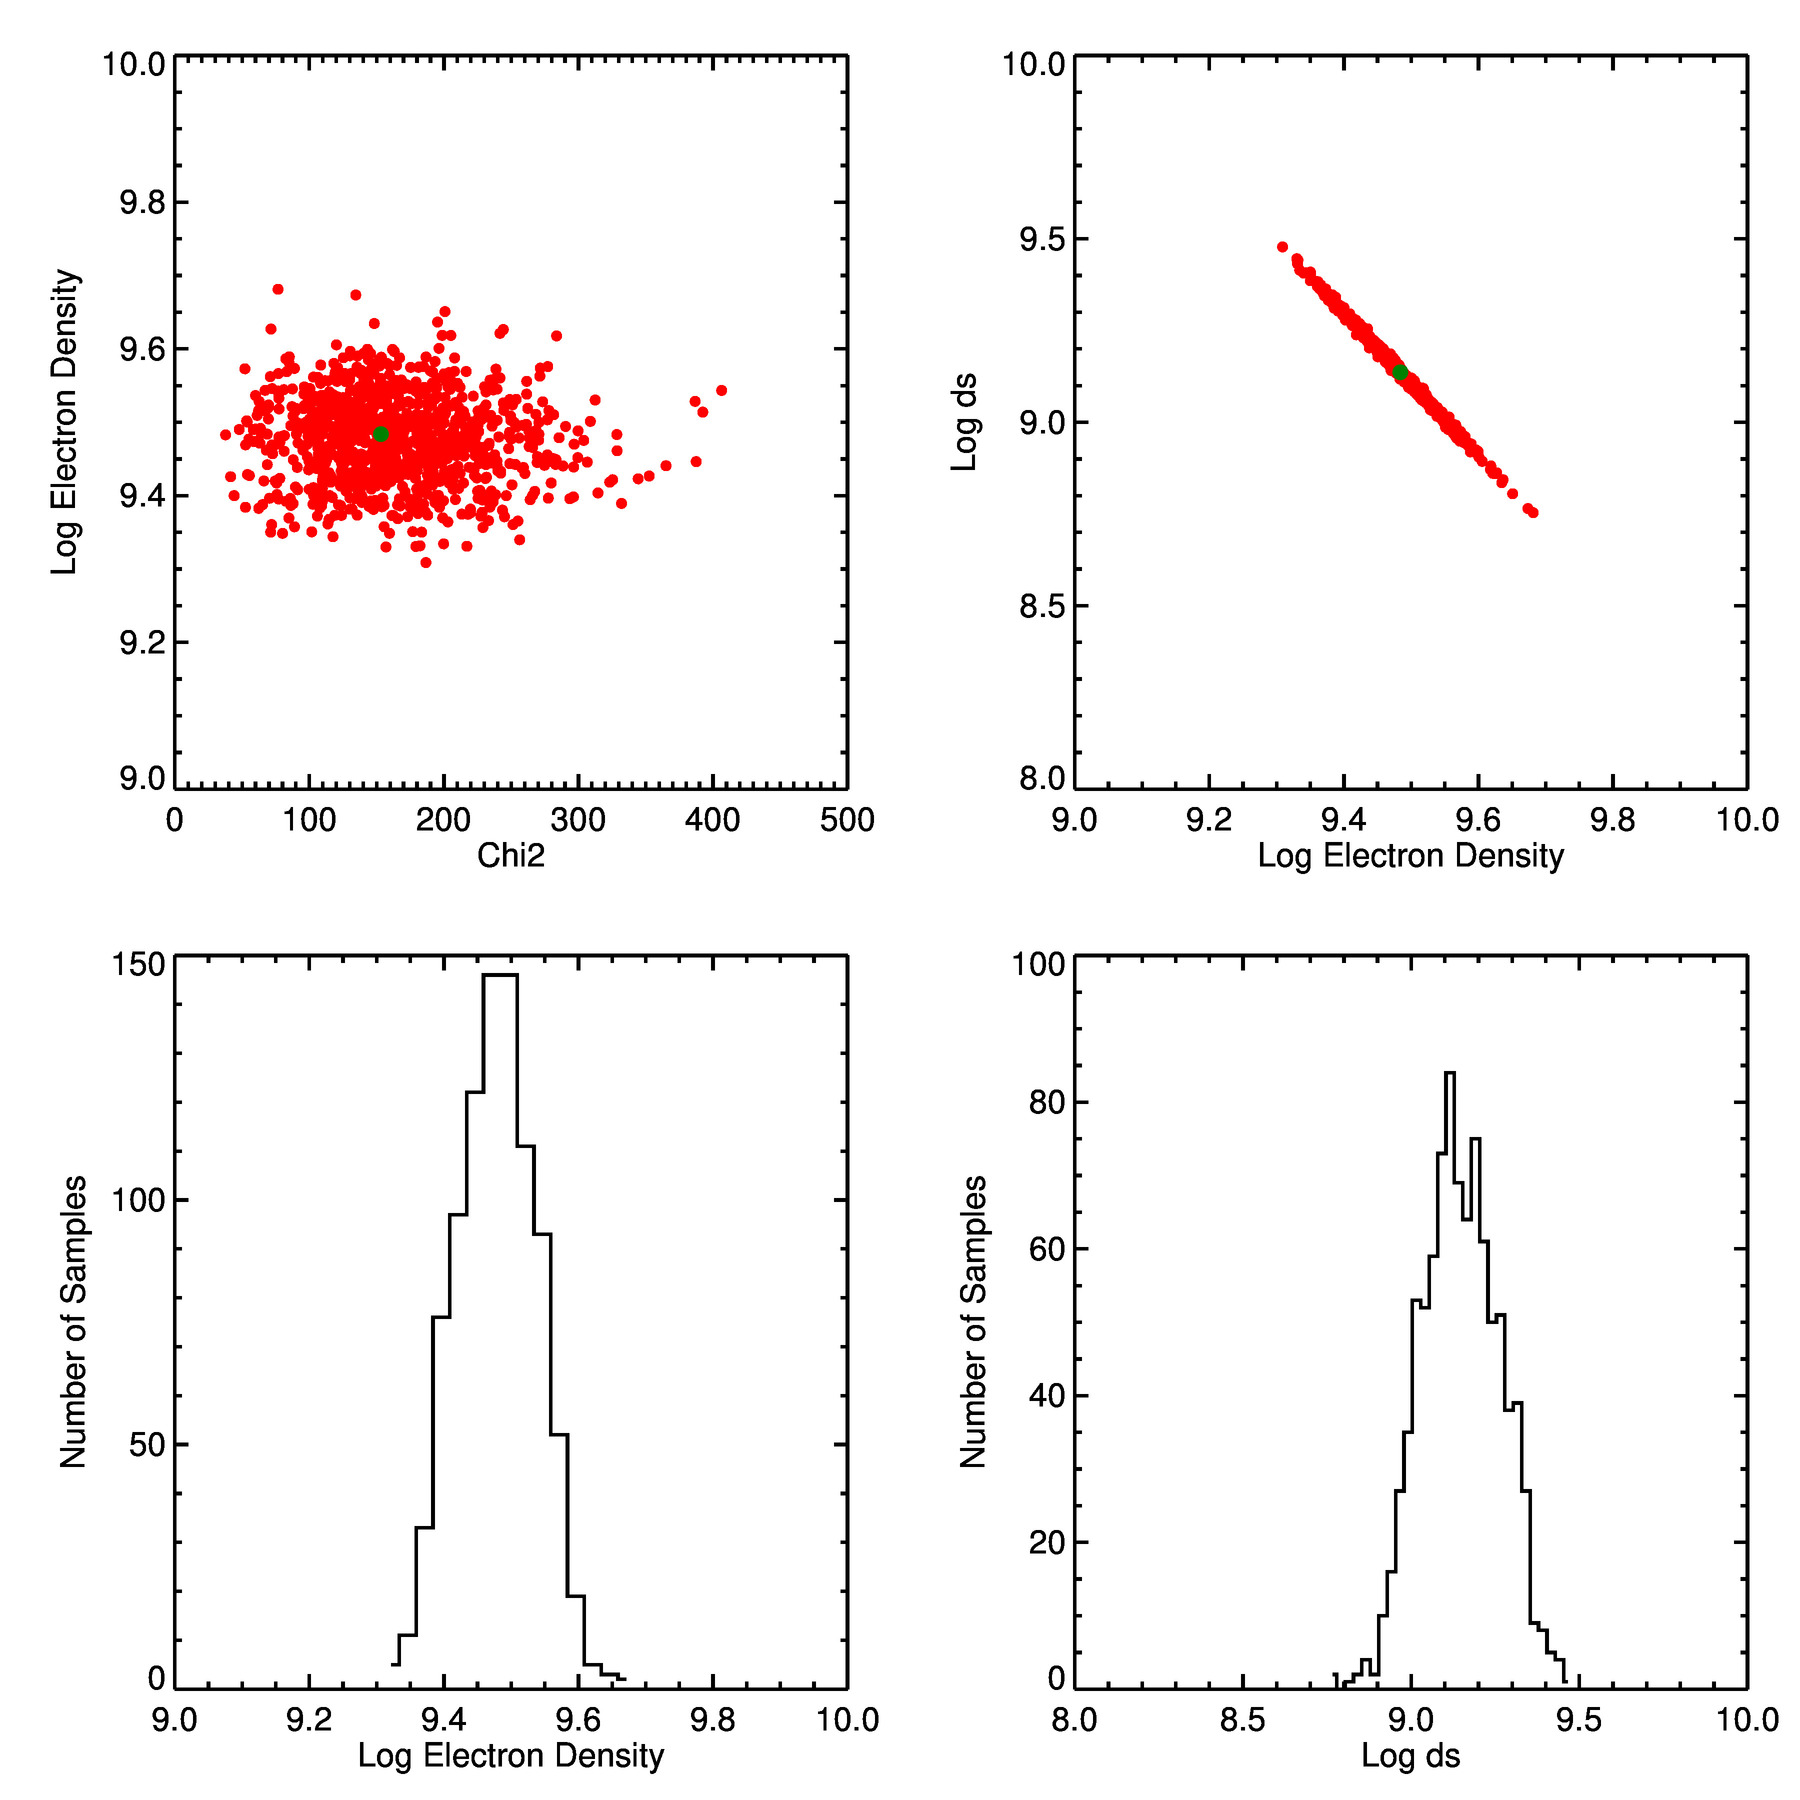 10.0
9.8
9.6
9.4
9.2
9.0
Log Electron Density
0 100 200 300 400 500
Chi2
10.0
9.5
9.0
8.5
8.0
Log ds
9.0 9.2 9.4 9.6 9.8 10.0
Log Electron Density
150
100
50
0
Number of Samples
9.0 9.2 9.4 9.6 9.8 10.0
Log Electron Density
100
80
60
40
20
0
Number of Samples
8.0 8.5 9.0 9.5 10.0
Log ds